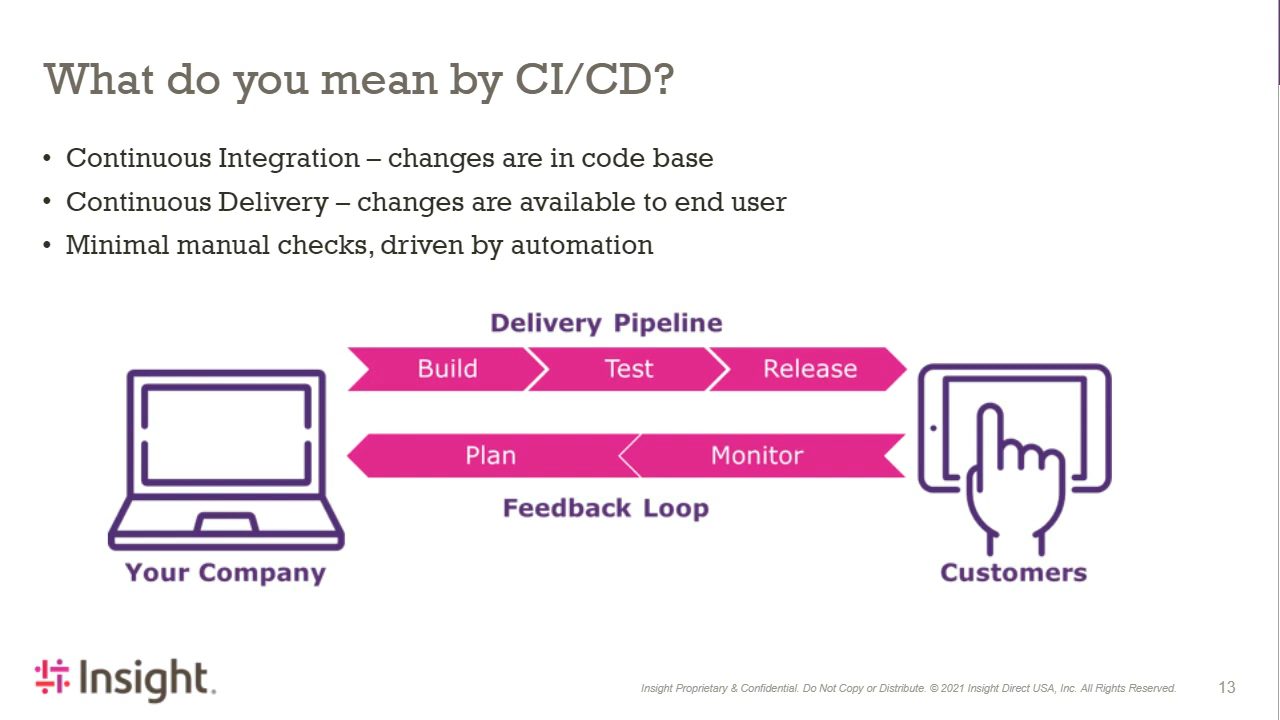 What do you mean by CI/CD?
• Continuous Integration – changes are in code base
• Continuous Delivery – changes are available to end user
• Minimal manual checks, driven by automation
Delivery Pipeline
Build Test Release
Plan Monitor
Feedback Loop
Your Company
Customers
Insight.
Insight Proprietary & Confidential. Do Not Copy or Distribute. © 2021 Insight Direct USA, Inc. All Rights Reserved.
13